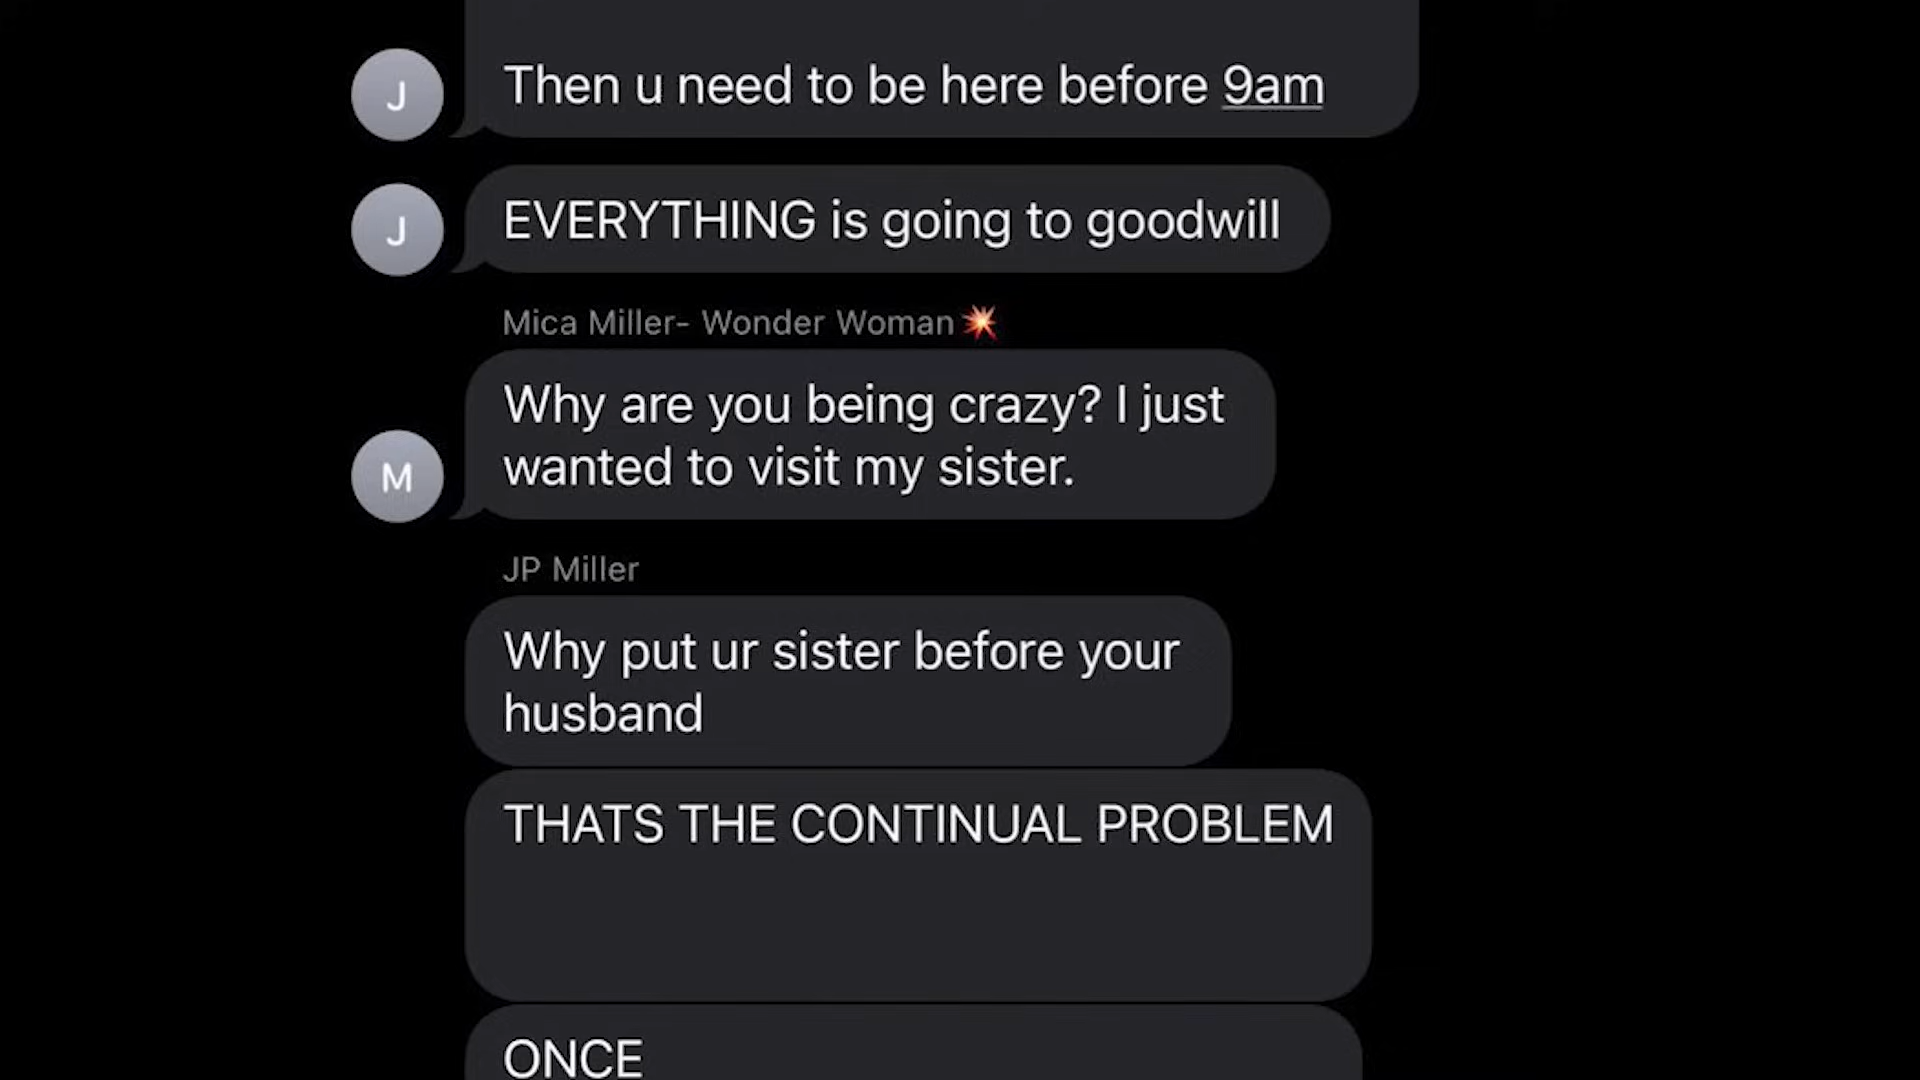 J
Then u need to be here before 9am
J
EVERYTHING is going to goodwill
Mica Miller- Wonder Woman💥
Why are you being crazy? I just
wanted to visit my sister.
M
JP Miller
Why put ur sister before your
husband
THATS THE CONTINUAL PROBLEM
ONCE